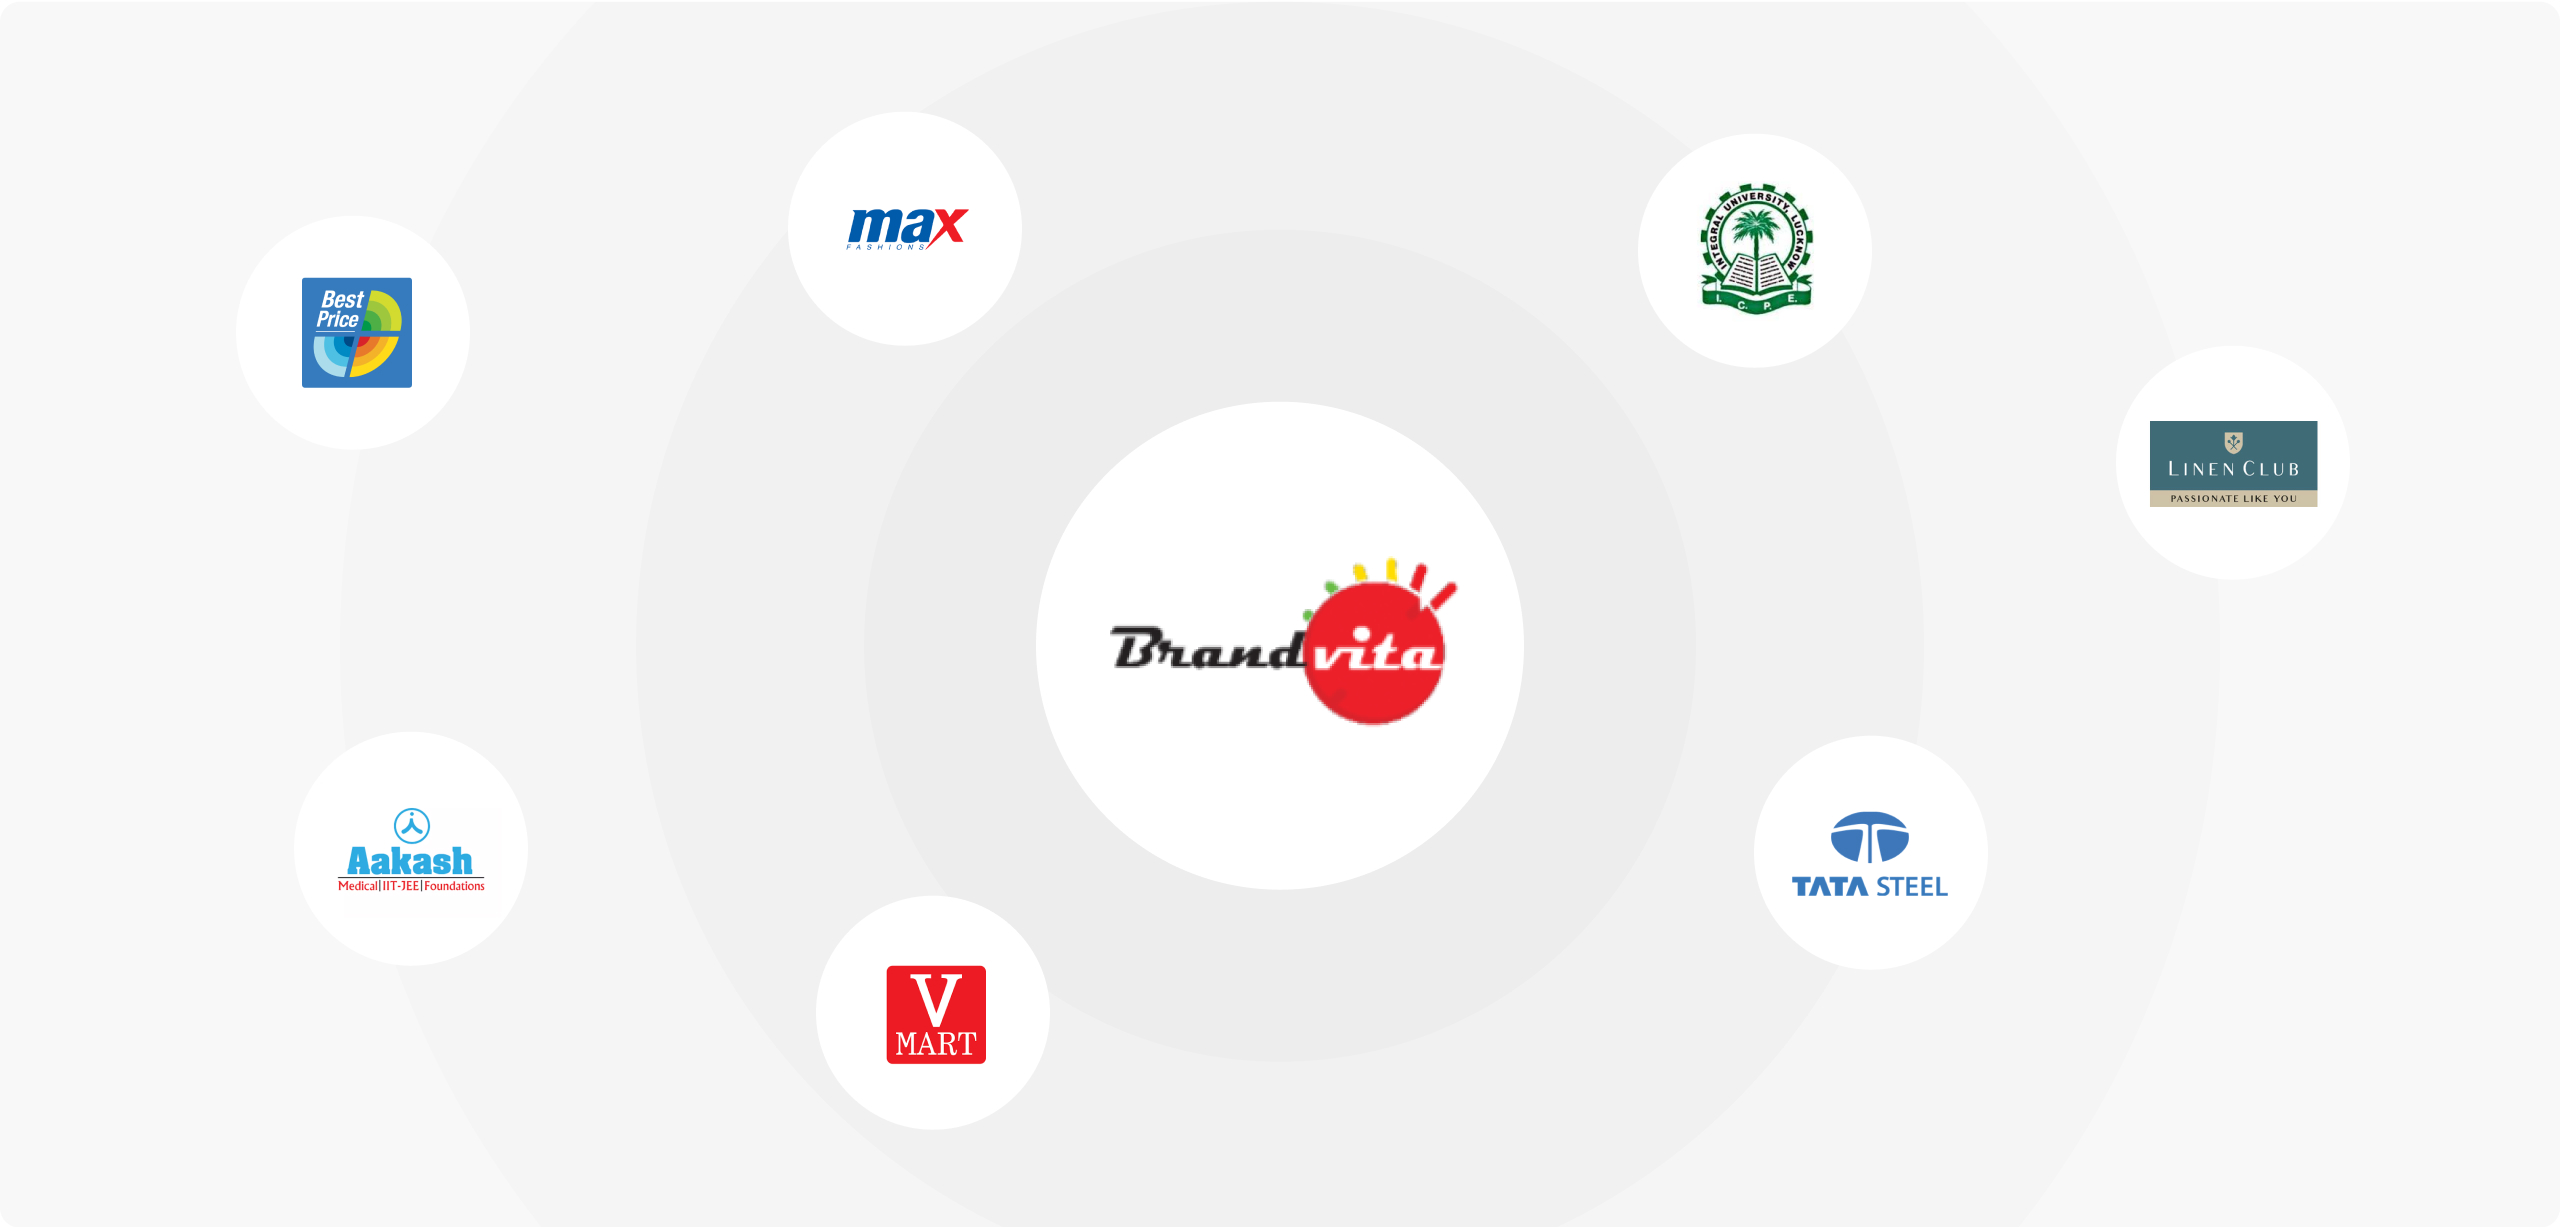 max
FASHIONS
INTEGRAL UNIVERSITY, LUCKNOW
I. C. P. E.
Best
Price
LINEN CLUB
PASSIONATE LIKE YOU
Brandvita
Aakash
Medical|IIT-JEE|Foundations
TATA STEEL
V
MART